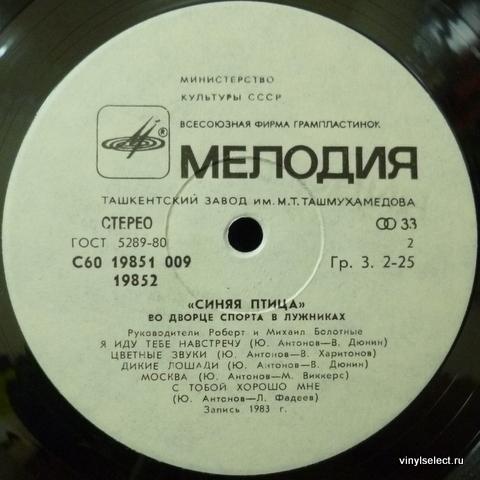 МИНИСТЕРСТВО
КУЛЬТУРЫ СССР
ВСЕСОЮЗНАЯ ФИРМА ГРАМПЛАСТИНОК
® МЕЛОДИЯ
ТАШКЕНТСКИЙ ЗАВОД ИМ. М.Т. ТАШМУХАМЕДОВА
СТЕРЕО 33
ГОСТ 5289-80 2
С60 19851 009 Гр. 3. 2-25
19852
«СИНЯЯ ПТИЦА»
ВО ДВОРЦЕ СПОРТА В ЛУЖНИКАХ
Руководители Роберт и Михаил Болотные
Я ИДУ ТЕБЕ НАВСТРЕЧУ (Ю. Антонов—В. Дюнин)
ЦВЕТНЫЕ ЗВУКИ (Ю. Антонов—В. Харитонов)
ДИКИЕ ЛОШАДИ (Ю. Антонов—В. Дюнин)
МОСКВА (Ю. Антонов—М. Виккерс)
С ТОБОЙ ХОРОШО МНЕ
(Ю. Антонов—Л. Фадеев)
Запись 1983 г.
vinylselect.ru